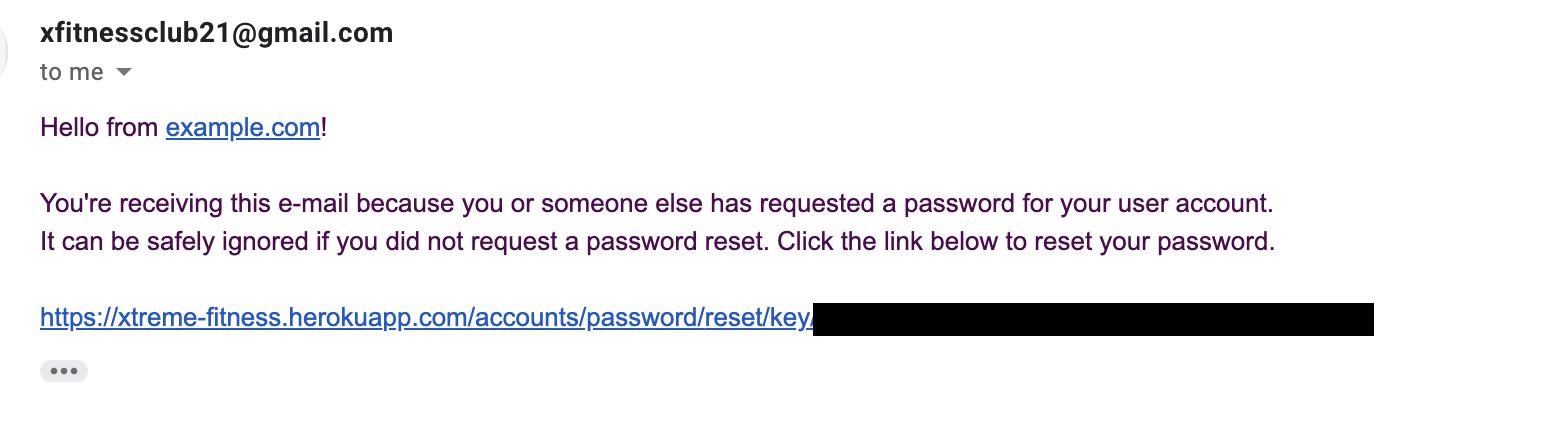 xfitnessclub21@gmail.com
to me
Hello from example.com!
You're receiving this e-mail because you or someone else has requested a password for your user account.
It can be safely ignored if you did not request a password reset. Click the link below to reset your password.
https://xtreme-fitness.herokuapp.com/accounts/password/reset/key/